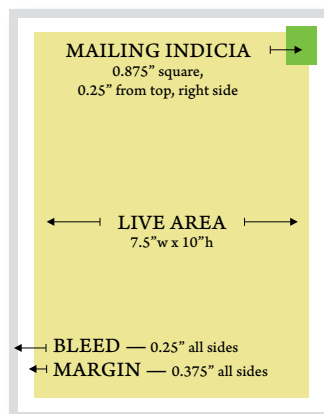 MAILING INDICIA
0.875” square,
0.25” from top, right side
LIVE AREA
7.5”w x 10”h
BLEED — 0.25” all sides
MARGIN — 0.375” all sides